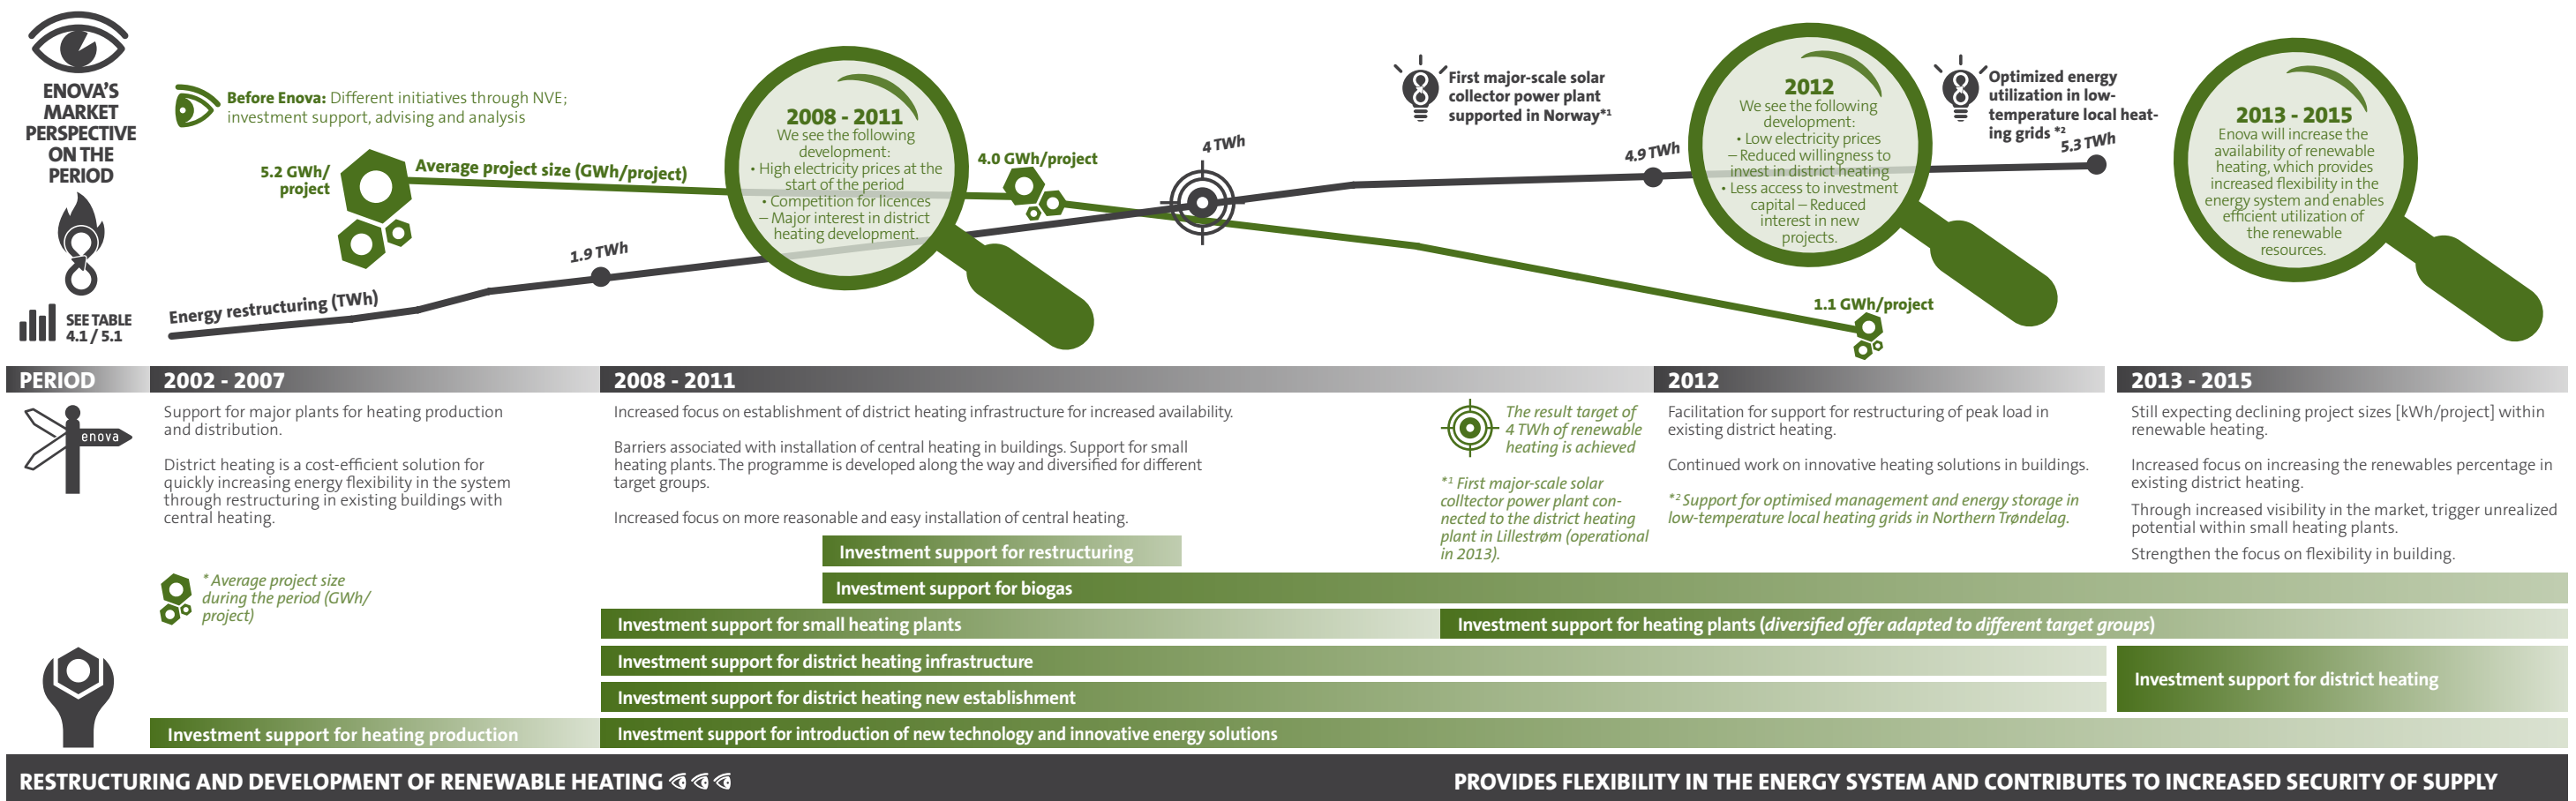 ENOVA'S
MARKET
PERSPECTIVE
ON THE
PERIOD
SEE TABLE
4.1 / 5.1
Before Enova: Different initiatives through NVE;
investment support, advising and analysis
5.2 GWh/
project
Average project size (GWh/project)
1.9 TWh
Energy restructuring (TWh)
2008 - 2011
We see the following
development:
• High electricity prices at the
start of the period
• Competition for licences
– Major interest in district
heating development.
4.0 GWh/project
4 TWh
First major-scale solar
collector power plant
supported in Norway*1
4.9 TWh
2012
We see the following
development:
• Low electricity prices
– Reduced willingness to
invest in district heating
• Less access to investment
capital – Reduced
interest in new
projects.
1.1 GWh/project
Optimized energy
utilization in low-
temperature local heat-
ing grids *2
5.3 TWh
2013 - 2015
Enova will increase the
availability of renewable
heating, which provides
increased flexibility in the
energy system and enables
efficient utilization of
the renewable
resources.
PERIOD
2002 - 2007
2008 - 2011
2012
2013 - 2015
enova
Support for major plants for heating production
and distribution.
District heating is a cost-efficient solution for
quickly increasing energy flexibility in the system
through restructuring in existing buildings with
central heating.
* Average project size
during the period (GWh/
project)
Increased focus on establishment of district heating infrastructure for increased availability.
Barriers associated with installation of central heating in buildings. Support for small
heating plants. The programme is developed along the way and diversified for different
target groups.
Increased focus on more reasonable and easy installation of central heating.
The result target of
4 TWh of renewable
heating is achieved
*1 First major-scale solar
colltector power plant con-
nected to the district heating
plant in Lillestrøm (operational
in 2013).
Facilitation for support for restructuring of peak load in
existing district heating.
Continued work on innovative heating solutions in buildings.
*2 Support for optimised management and energy storage in
low-temperature local heating grids in Northern Trøndelag.
Still expecting declining project sizes [kWh/project] within
renewable heating.
Increased focus on increasing the renewables percentage in
existing district heating.
Through increased visibility in the market, trigger unrealized
potential within small heating plants.
Strengthen the focus on flexibility in building.
Investment support for restructuring
Investment support for biogas
Investment support for small heating plants
Investment support for heating plants (diversified offer adapted to different target groups)
Investment support for district heating infrastructure
Investment support for district heating new establishment
Investment support for district heating
Investment support for heating production
Investment support for introduction of new technology and innovative energy solutions
RESTRUCTURING AND DEVELOPMENT OF RENEWABLE HEATING
PROVIDES FLEXIBILITY IN THE ENERGY SYSTEM AND CONTRIBUTES TO INCREASED SECURITY OF SUPPLY